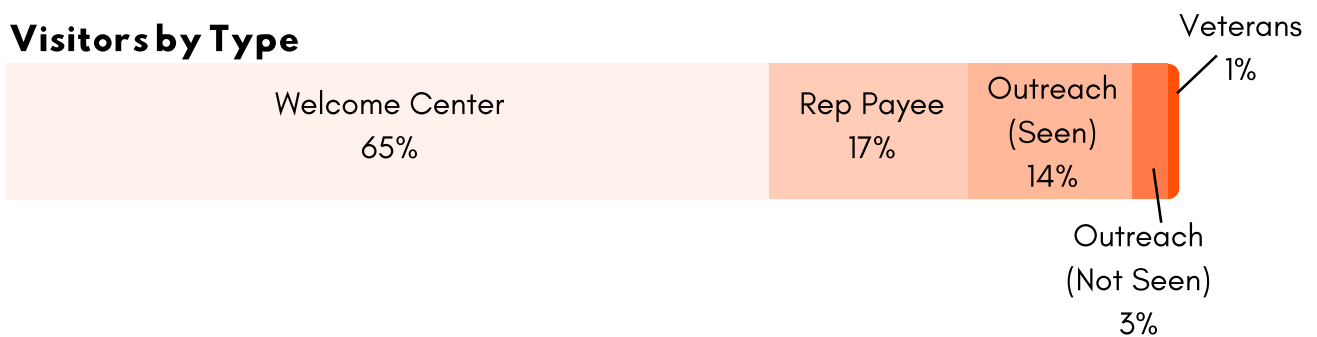 Visitors by Type
Welcome Center
65%
Rep Payee
17%
Outreach
(Seen)
14%
Veterans
1%
Outreach
(Not Seen)
3%